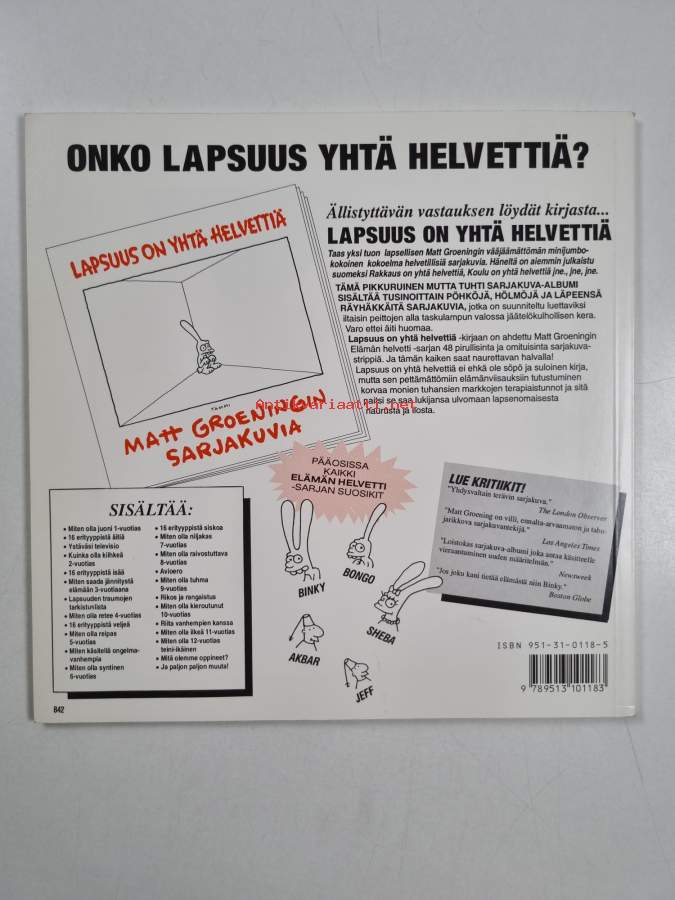 ONKO LAPSUUS YHTÄ HELVETTIÄ?
LAPSUUS ON YHTÄ HELVETTIÄ
MATT GROENINGIN
SARJAKUVIA
Ällistyttävän vastauksen löydät kirjasta...
LAPSUUS ON YHTÄ HELVETTIÄ
Taas yksi tuon lapsellisen Matt Groeningin vääjäämättömän minijumbo-
kokoinen kokoelma helvetillisiä sarjakuvia. Häneltä on aiemmin julkaistu
suomeksi Rakkaus on yhtä helvettiä, Koulu on yhtä helvettiä jne., jne, jne.
TÄMÄ PIKKURUINEN MUTTA TUHTI SARJAKUVA-ALBUMI
SISÄLTÄÄ TUSINOITTAIN PÖHKÖJÄ, HÖLMÖJÄ JA LÄPEENSÄ
RÄYHÄKKÄITÄ SARJAKUVIA, jotka on suunniteltu luettaviksi
iltaisin peittojen alla taskulampun valossa jäätelökulhollisen kera.
Varo ettei äiti huomaa.
Lapsuus on yhtä helvettiä -kirjaan on ahdettu Matt Groeningin
Elämän helvetti -sarjan 48 pirullisinta ja omituisinta sarjakuva-
strippiä. Ja tämän kaiken saat naurettavan halvalla!
Lapsuus on yhtä helvettiä ei ehkä ole söpö ja suloinen kirja,
mutta sen pettämättömiin elämänviisauksiin tutustuminen
korvaa monien tuhansien markkojen terapiaistunnot ja sitä
paitsi se saa lukijansa ulvomaan lapsenomaisesta
naurusta ja ilosta.
Antikvariaatti.net
PÄÄOSISSA
KAIKKI
ELÄMÄN HELVETTI
-SARJAN SUOSIKIT
BINKY
BONGO
SHEBA
AKBAR
JEFF
SISÄLTÄÄ:
• Miten olla juoni 1-vuotias
• 16 erityyppistä äitiä
• Ystäväsi televisio
• Kuinka olla kiihkeä
2-vuotias
• 16 erityyppistä isää
• Miten saada jännitystä
elämään 3-vuotiaana
• Lapsuuden traumojen
tarkistuslista
• Miten olla retee 4-vuotias
• 16 erityyppistä veljeä
• Miten olla reipas
5-vuotias
• Miten käsitellä ongelma-
vanhempia
• Miten olla syntinen
6-vuotias
• 16 erityyppistä siskoa
• Miten olla niljakas
7-vuotias
• Miten olla raivostuttava
8-vuotias
• Avioero
• Miten olla tuhma
9-vuotias
• Rikos ja rangaistus
• Miten olla kieroutunut
10-vuotias
• Riita vanhempien kanssa
• Miten olla ilkeä 11-vuotias
• Miten olla 12-vuotias
teini-ikäinen
• Mitä olemme oppineet?
• Ja paljon paljon muuta!
LUE KRITIIKIT!
"Yhdysvaltain terävin sarjakuva."
The London Observer
"Matt Groening on villi, ennalta-arvaamaton ja tahu-
jarikkova sarjakuvantekijä."
Los Angeles Times
"Loistokas sarjakuva-albumi joka antaa käsitteelle
vieraantuminen uuden määritelmän."
Newsweek
"Jos joku kani tietää elämästä niin Binky."
Boston Globe
ISBN 951-31-0118-5
9 789513 101183
842